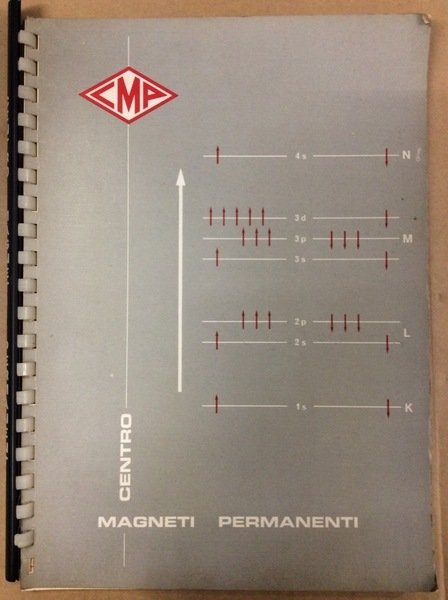 CMP
4s N
3d
3p M
3s
2p L
2s
1s K
CENTRO
MAGNETI PERMANENTI